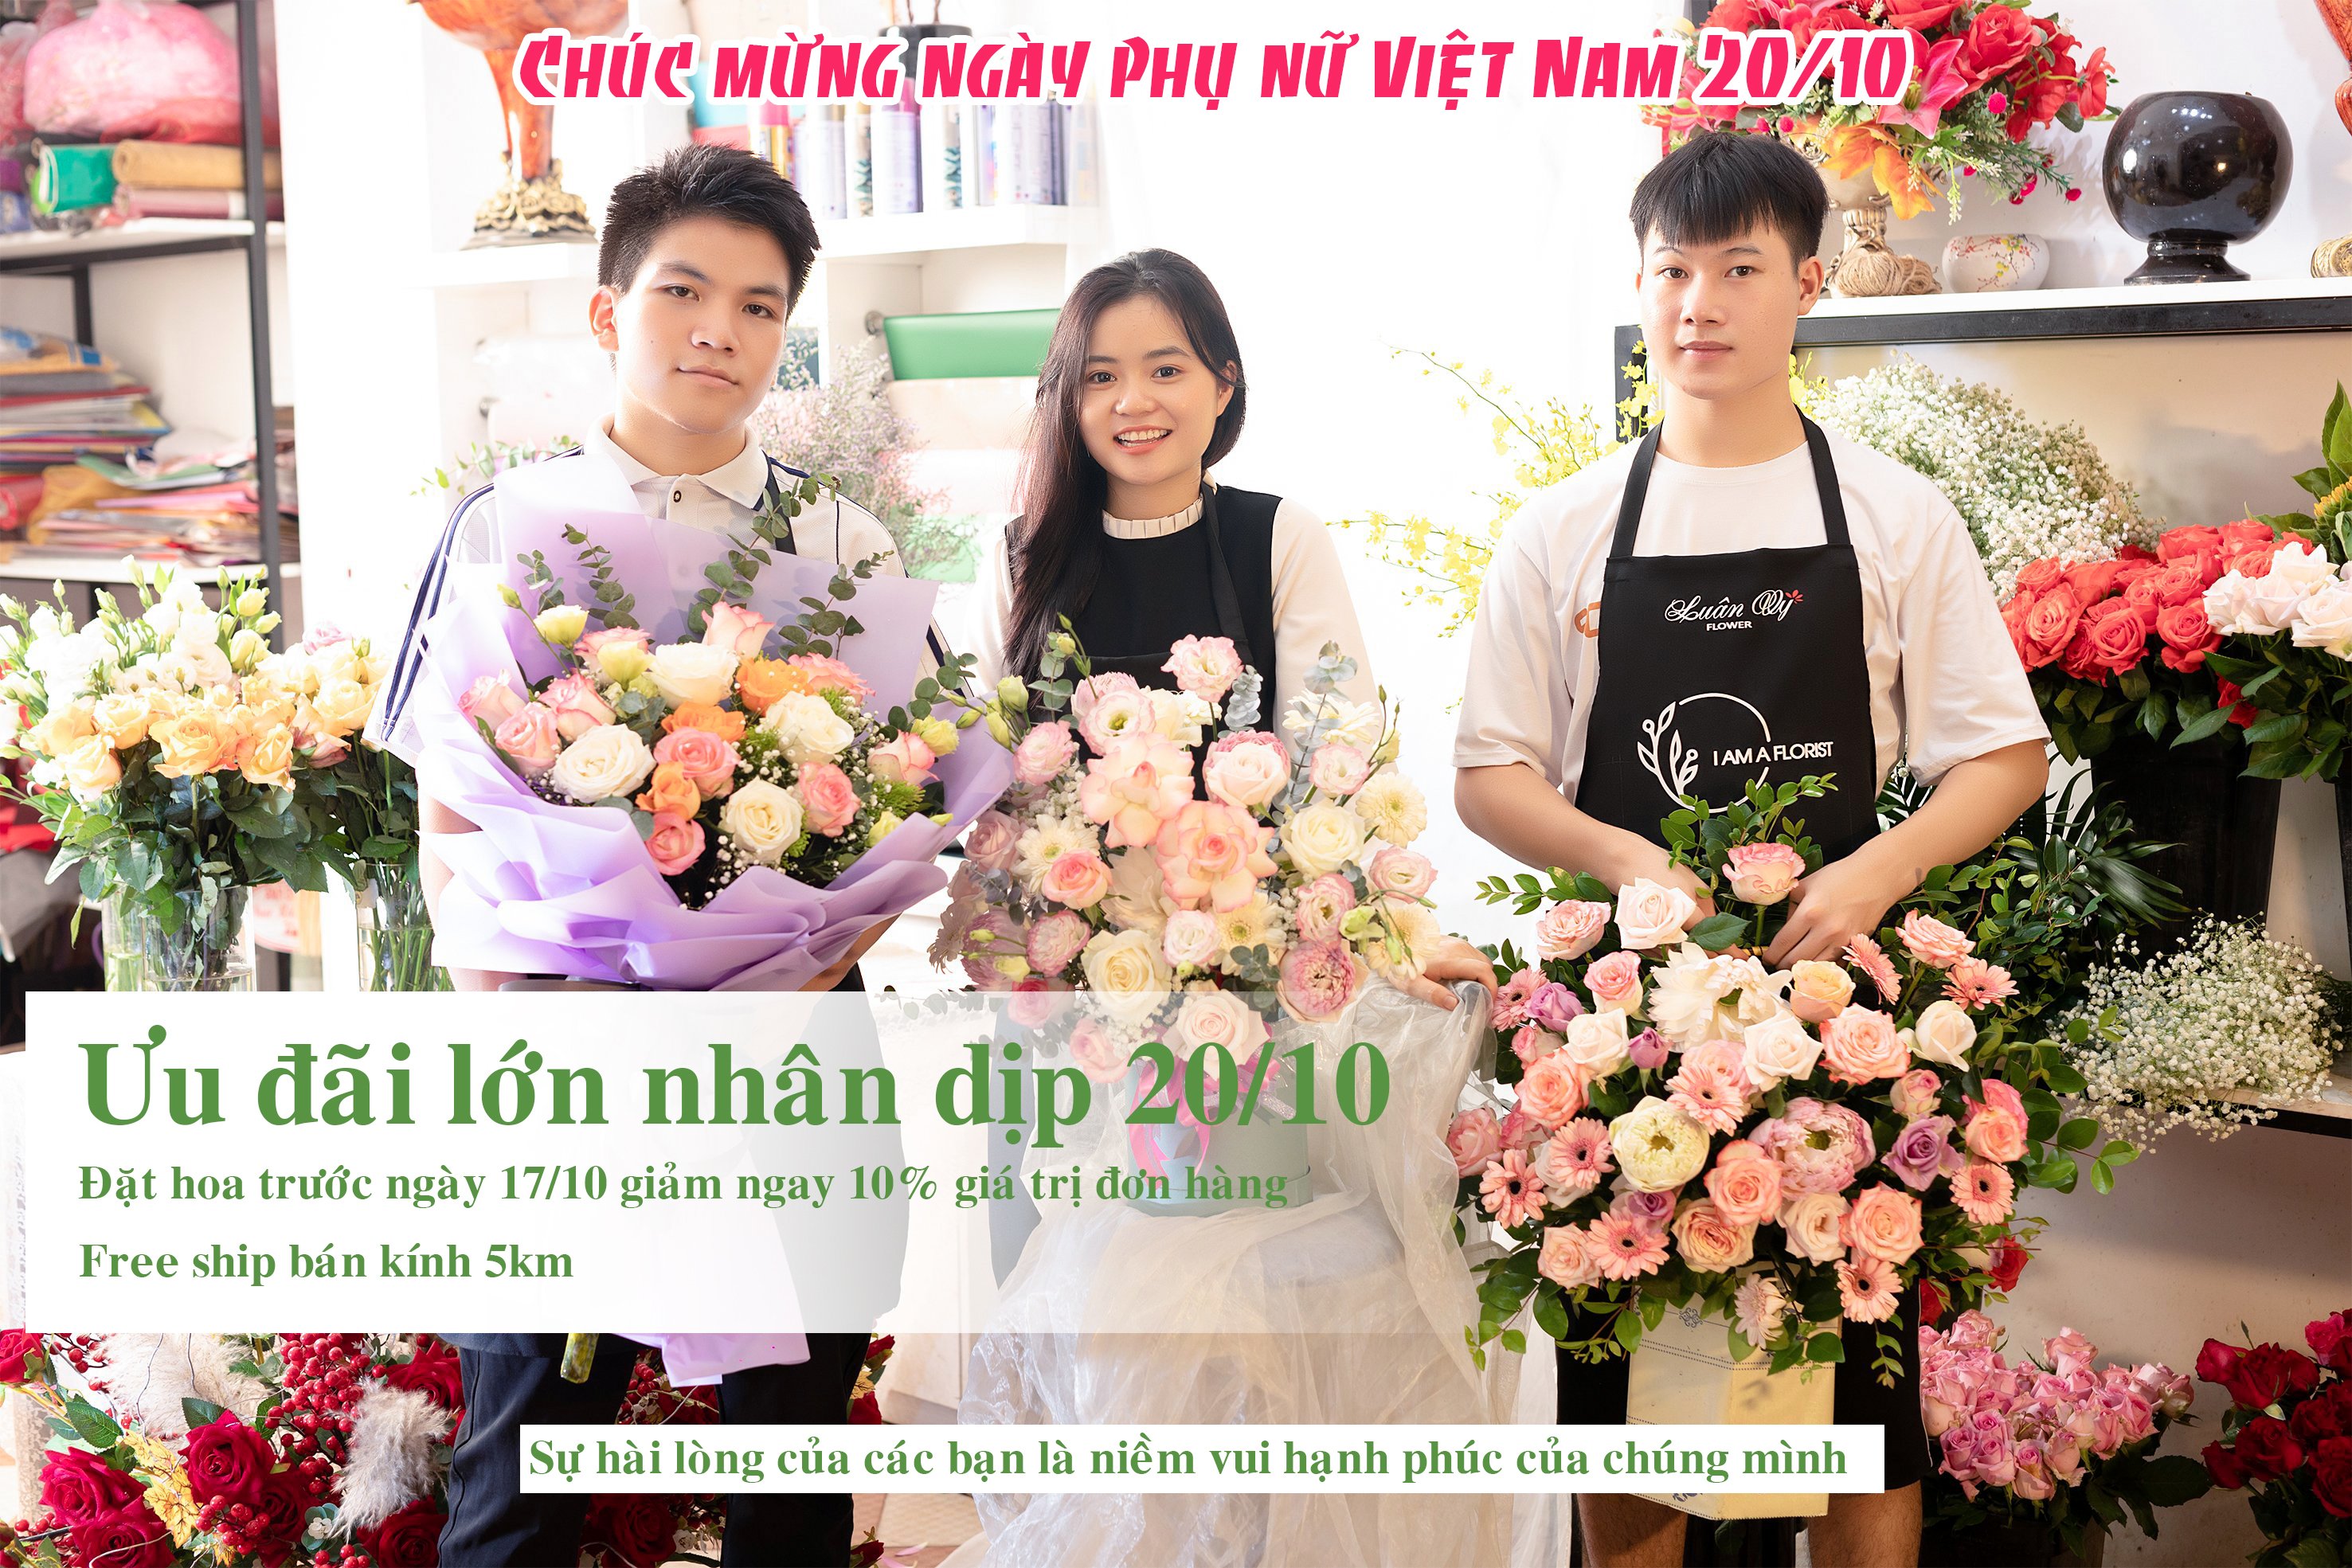 Chúc mừng ngày Phụ nữ Việt Nam 20/10
Luân Vy
FLOWER
I AM A FLORIST
Ưu đãi lớn nhân dịp 20/10
Đặt hoa trước ngày 17/10 giảm ngay 10% giá trị đơn hàng
Free ship bán kính 5km
Sự hài lòng của các bạn là niềm vui hạnh phúc của chúng mình